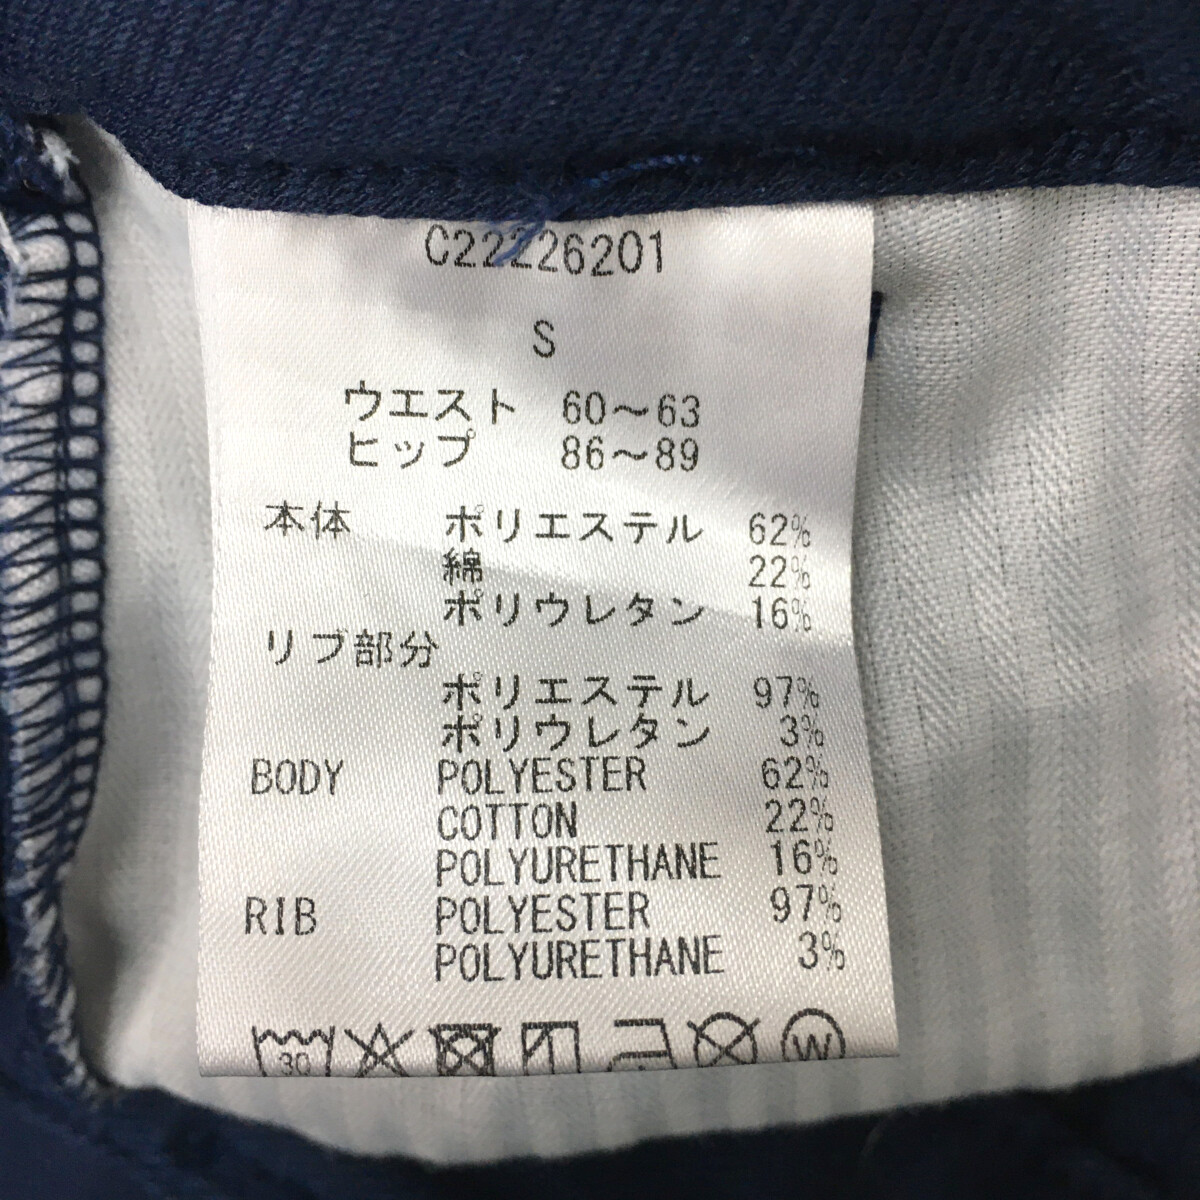 C22226201
S
ウエスト 60～63
ヒップ 86～89
本体 ポリエステル 62%
綿 22%
ポリウレタン 16%
リブ部分
ポリエステル 97%
ポリウレタン 3%
BODY POLYESTER 62%
COTTON 22%
POLYURETHANE 16%
RIB POLYESTER 97%
POLYURETHANE 3%
30 W